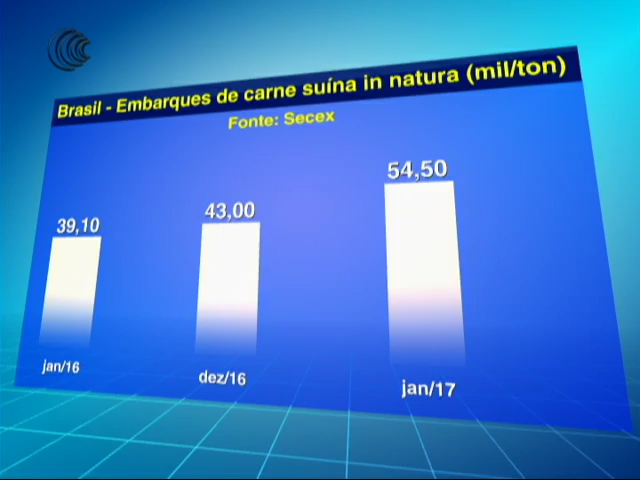 Brasil - Embarques de carne suína in natura (mil/ton)
Fonte: Secex
39,10
43,00
54,50
jan/16
dez/16
jan/17